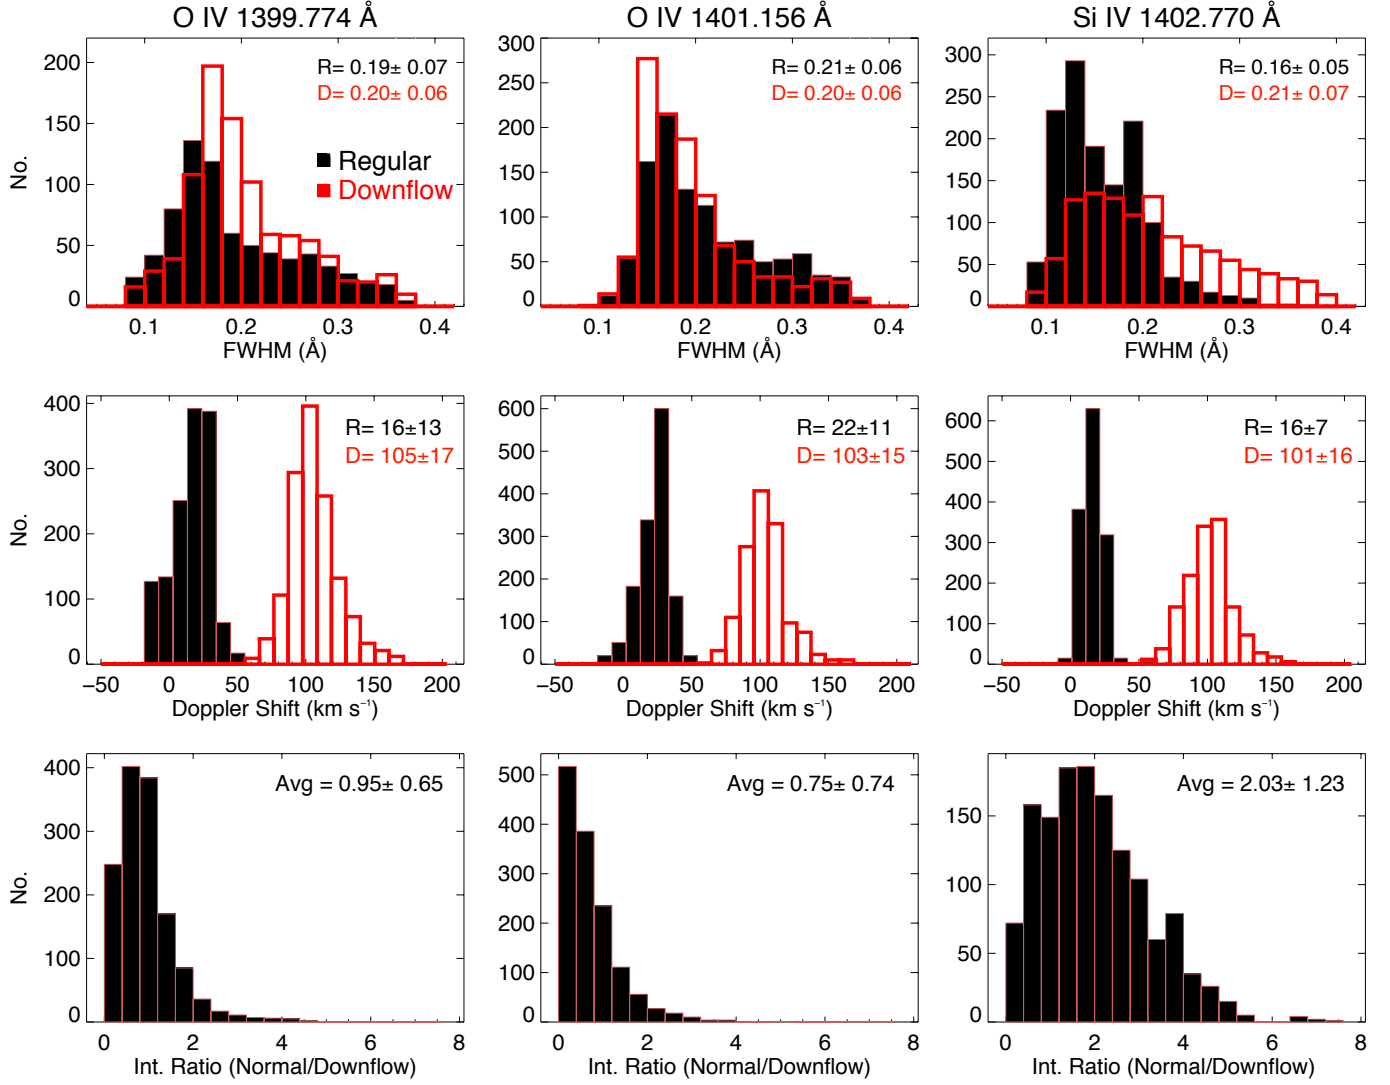 O IV 1399.774 Å
O IV 1401.156 Å
Si IV 1402.770 Å
No.
200
150
100
50
0
R= 0.19± 0.07
D= 0.20± 0.06
Regular
Downflow
0.1 0.2 0.3 0.4
FWHM (Å)
300
250
200
150
100
50
0
R= 0.21± 0.06
D= 0.20± 0.06
0.1 0.2 0.3 0.4
FWHM (Å)
300
250
200
150
100
50
0
R= 0.16± 0.05
D= 0.21± 0.07
0.1 0.2 0.3 0.4
FWHM (Å)
No.
400
300
200
100
0
R= 16±13
D= 105±17
−50 0 50 100 150 200
Doppler Shift (km s⁻¹)
600
500
400
300
200
100
0
R= 22±11
D= 103±15
−50 0 50 100 150 200
Doppler Shift (km s⁻¹)
600
500
400
300
200
100
0
R= 16±7
D= 101±16
−50 0 50 100 150 200
Doppler Shift (km s⁻¹)
No.
400
300
200
100
0
Avg = 0.95± 0.65
0 2 4 6 8
Int. Ratio (Normal/Downflow)
500
400
300
200
100
0
Avg = 0.75± 0.74
0 2 4 6 8
Int. Ratio (Normal/Downflow)
150
100
50
0
Avg = 2.03± 1.23
0 2 4 6 8
Int. Ratio (Normal/Downflow)